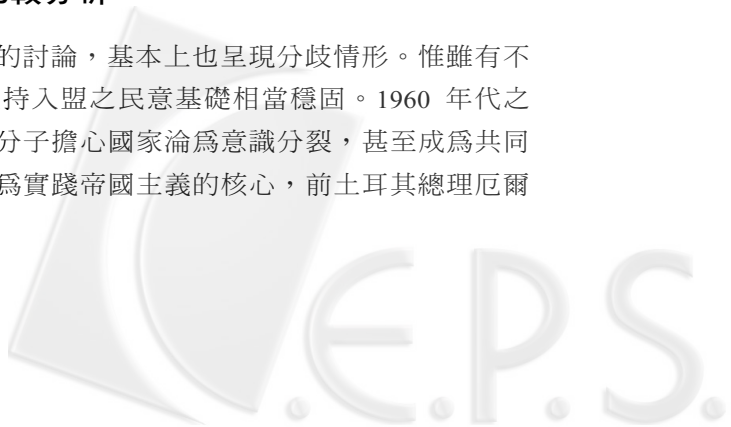 的討論，基本上也呈現分歧情形。惟雖有不
持入盟之民意基礎相當穩固。1960 年代之
分子擔心國家淪爲意識分裂，甚至成爲共同
爲實踐帝國主義的核心，前土耳其總理厄爾
C.E.P.S.